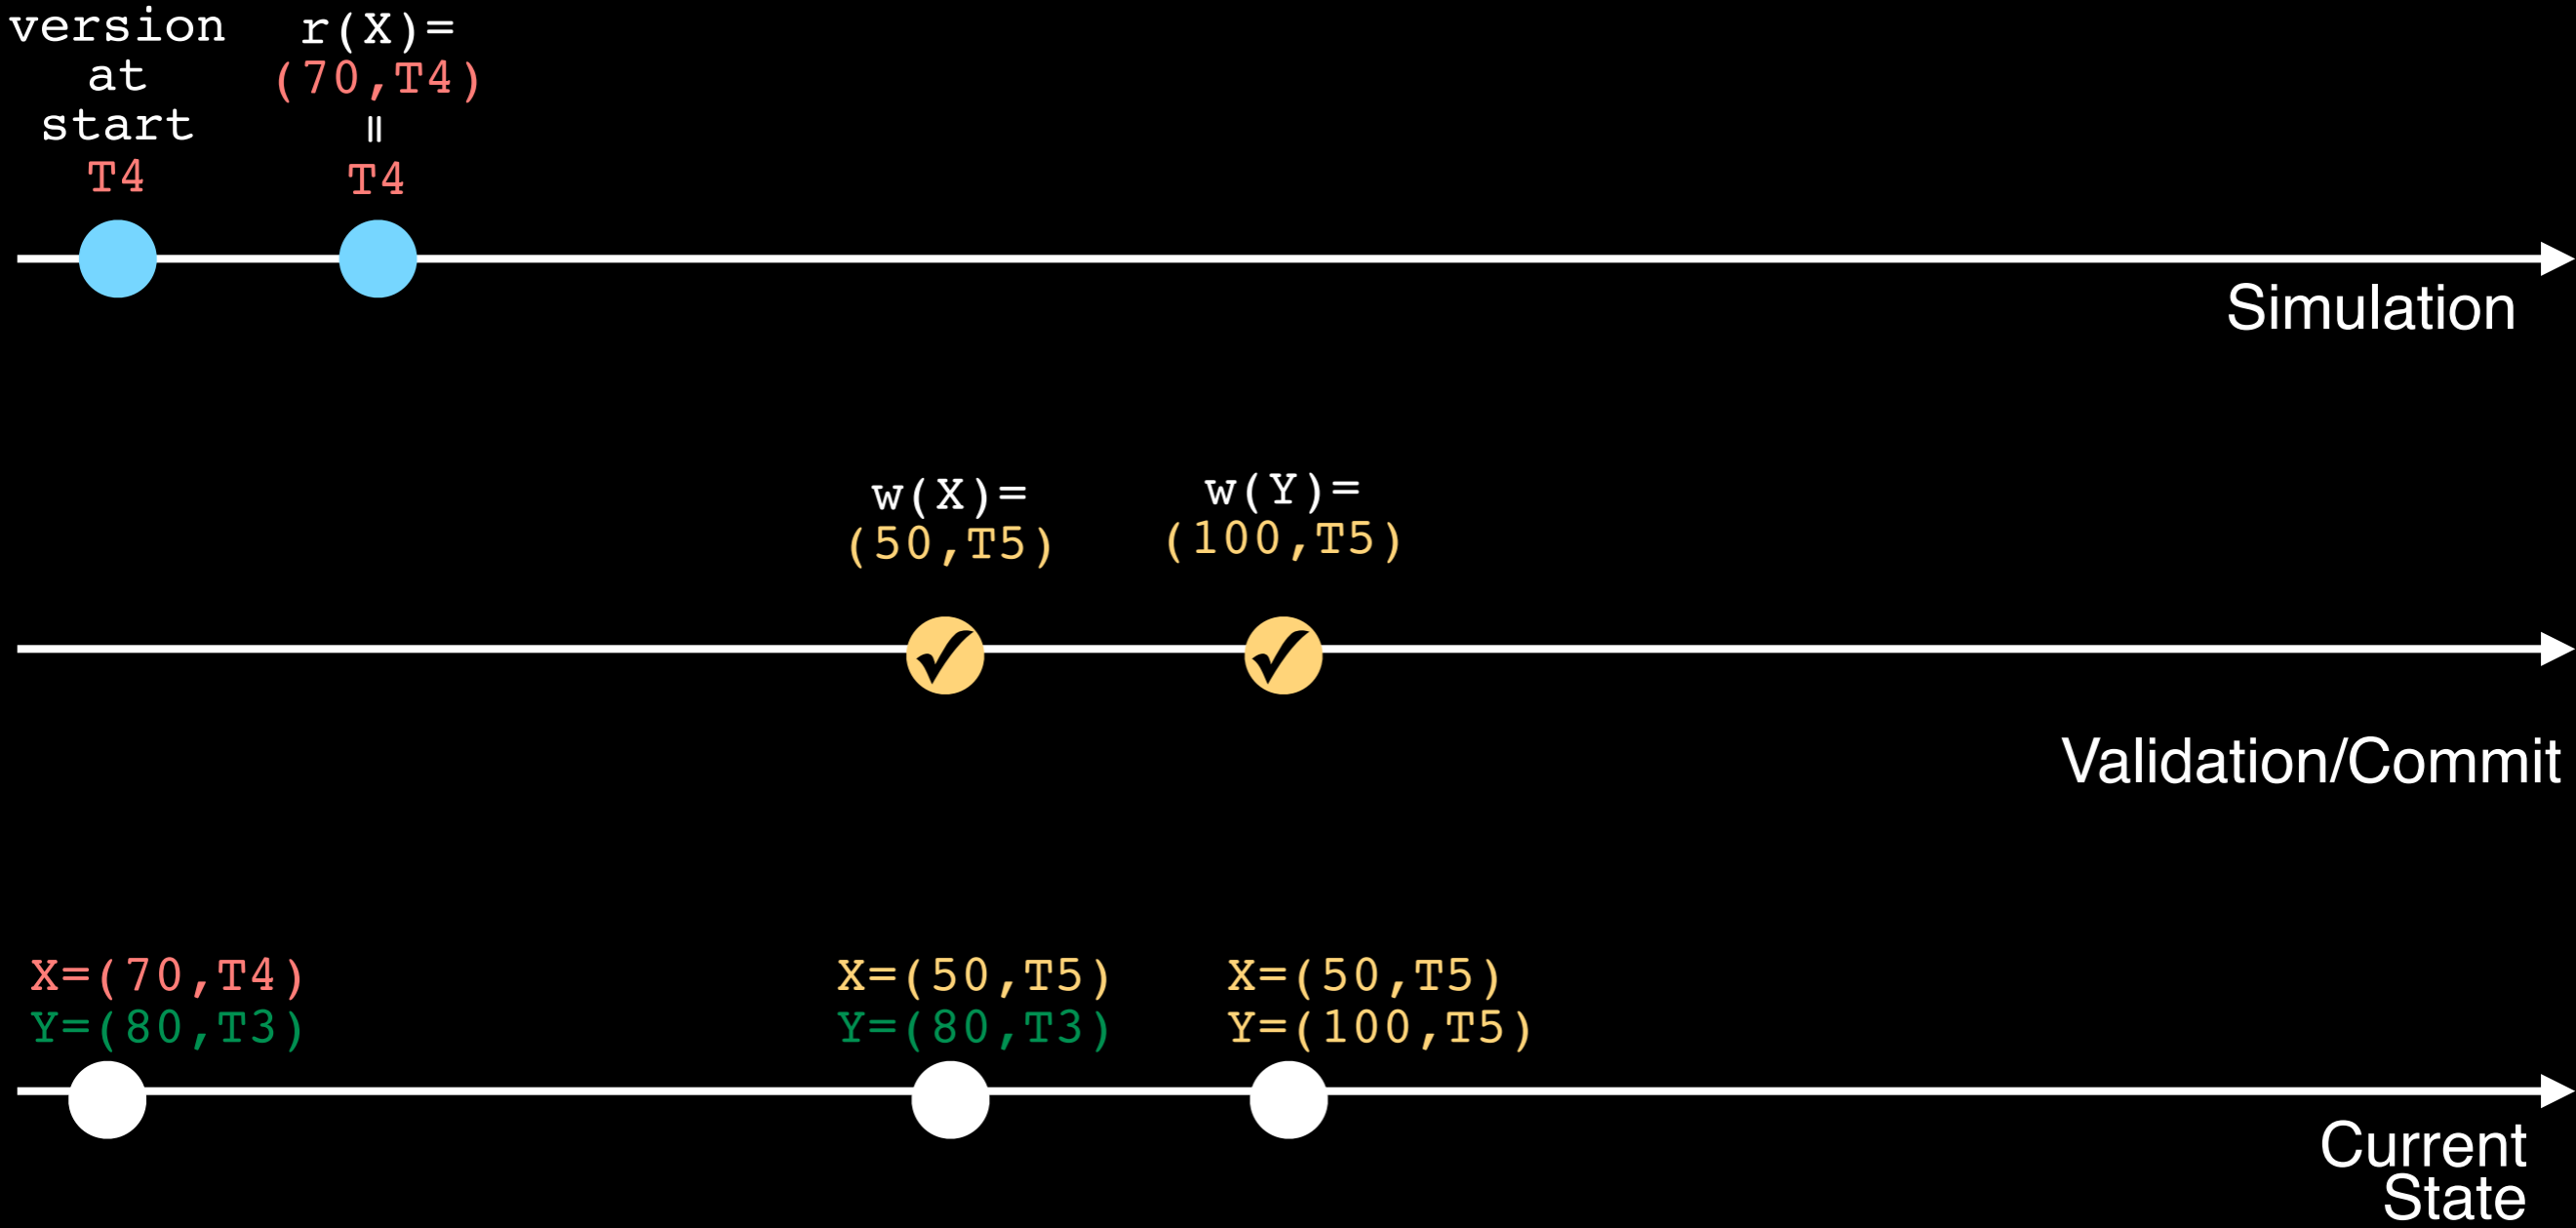 version
at
start
T4
r(X)=
(70,T4)
=
T4
Simulation
w(X)=
(50,T5)
w(Y)=
(100,T5)
Validation/Commit
X=(70,T4)
Y=(80,T3)
X=(50,T5)
Y=(80,T3)
X=(50,T5)
Y=(100,T5)
Current
State